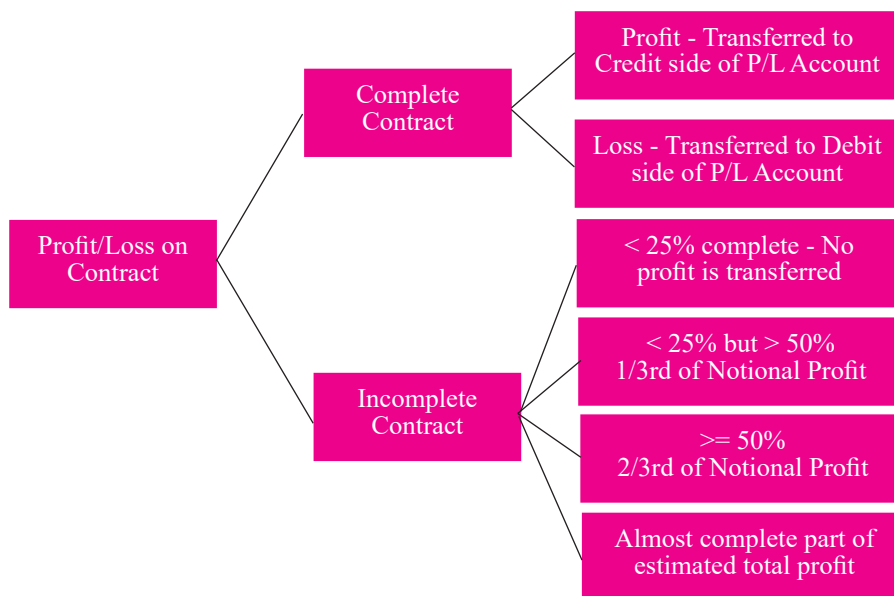 Profit - Transferred to
Credit side of P/L Account
Complete
Contract
Loss - Transferred to Debit
side of P/L Account
Profit/Loss on
Contract
< 25% complete - No
profit is transferred
< 25% but > 50%
1/3rd of Notional Profit
Incomplete
Contract
>= 50%
2/3rd of Notional Profit
Almost complete part of
estimated total profit